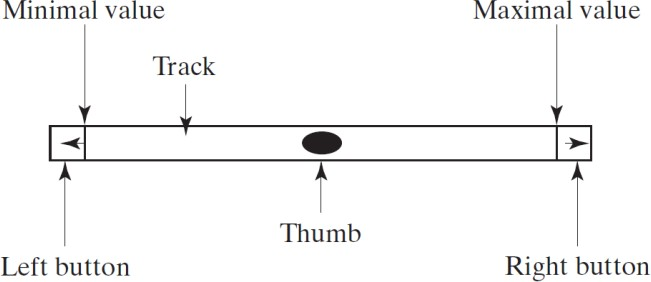 Minimal value
Maximal value
Track
Thumb
Left button
Right button